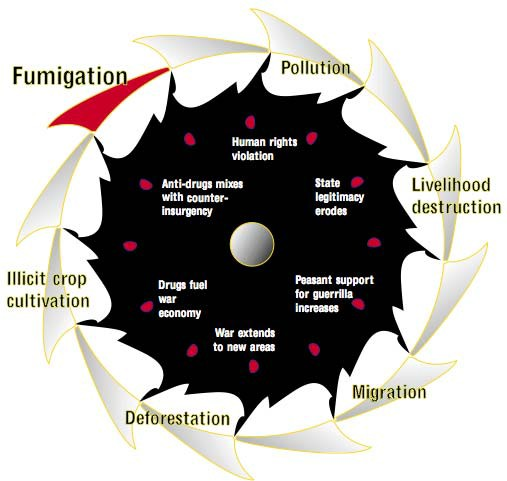 Fumigation
Pollution
Livelihood
destruction
Migration
Deforestation
Illicit crop
cultivation
Human rights
violation
State
legitimacy
erodes
Peasant support
for guerrilla
increases
War extends
to new areas
Drugs fuel
war
economy
Anti-drugs mixes
with counter-
insurgency